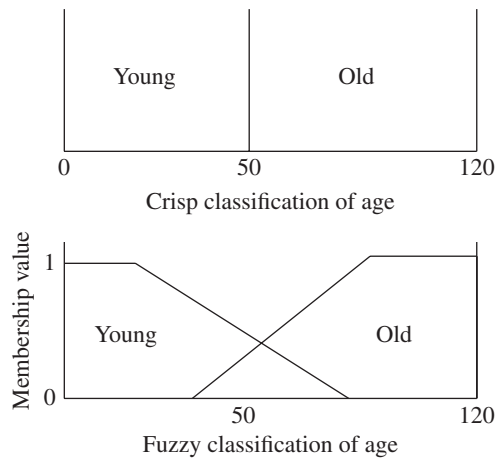 Young Old
0 50 120
Crisp classification of age
Membership value
1
Young Old
0 50 120
Fuzzy classification of age